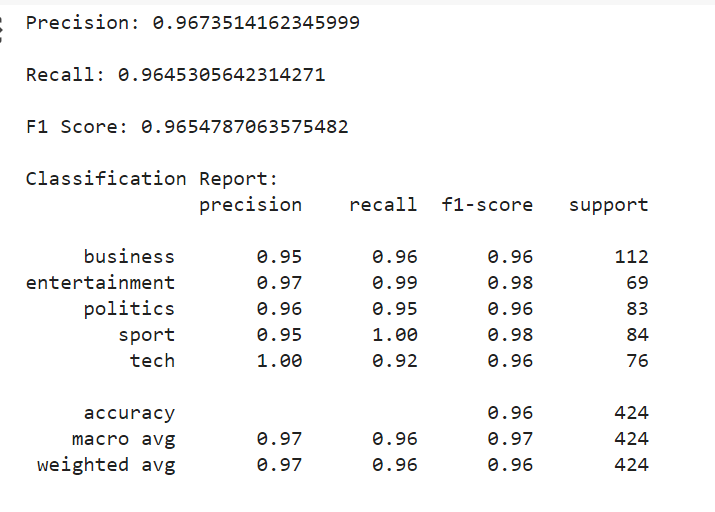 Precision: 0.9673514162345999
Recall: 0.9645305642314271
F1 Score: 0.9654787063575482
Classification Report:
precision recall f1-score support
business 0.95 0.96 0.96 112
entertainment 0.97 0.99 0.98 69
politics 0.96 0.95 0.96 83
sport 0.95 1.00 0.98 84
tech 1.00 0.92 0.96 76
accuracy 0.96 424
macro avg 0.97 0.96 0.97 424
weighted avg 0.97 0.96 0.96 424